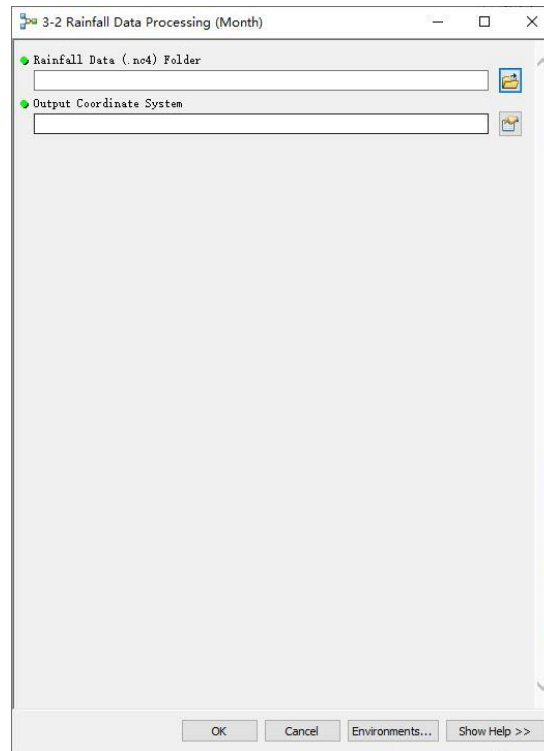 3-2 Rainfall Data Processing (Month)
Rainfall Data (.nc4) Folder
Output Coordinate System
OK Cancel Environments... Show Help >>